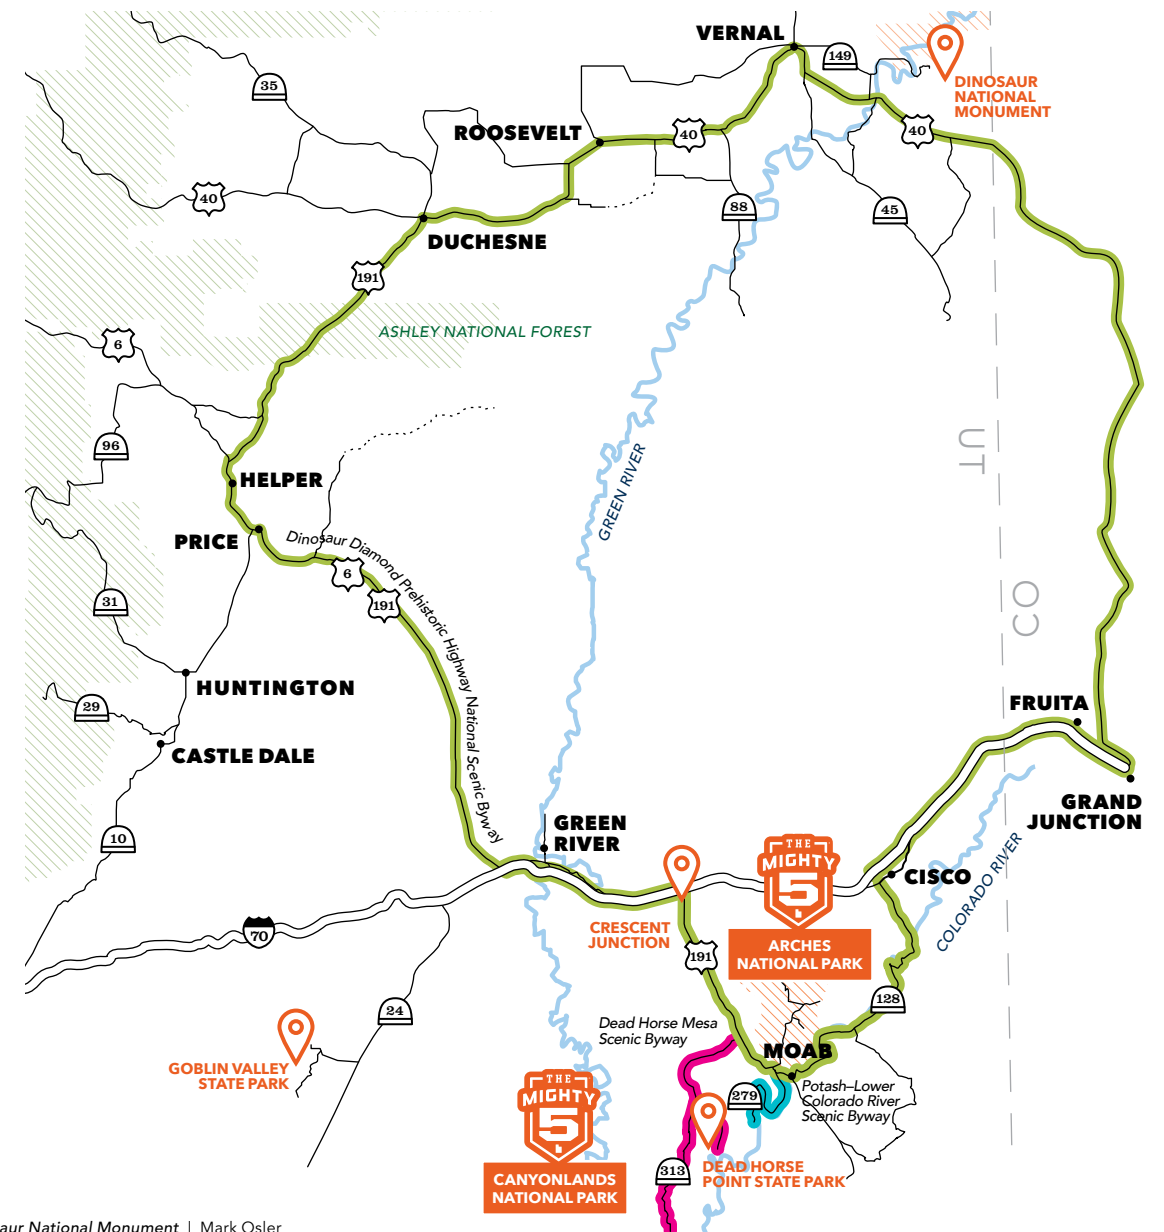 VERNAL
149
35
DINOSAUR
NATIONAL
MONUMENT
ROOSEVELT
40
40
40
88
45
DUCHESNE
191
ASHLEY NATIONAL FOREST
6
96
UT
GREEN RIVER
HELPER
PRICE
Dinosaur Diamond Prehistoric Highway National Scenic Byway
6
191
31
CO
HUNTINGTON
29
FRUITA
CASTLE DALE
GRAND
JUNCTION
10
GREEN
RIVER
THE
MIGHTY
5
CISCO
COLORADO RIVER
CRESCENT
JUNCTION
70
ARCHES
NATIONAL PARK
191
24
128
Dead Horse Mesa
Scenic Byway
MOAB
GOBLIN VALLEY
STATE PARK
THE
MIGHTY
5
279
Potash–Lower
Colorado River
Scenic Byway
CANYONLANDS
NATIONAL PARK
313
DEAD HORSE
POINT STATE PARK
aur National Monument | Mark Osler